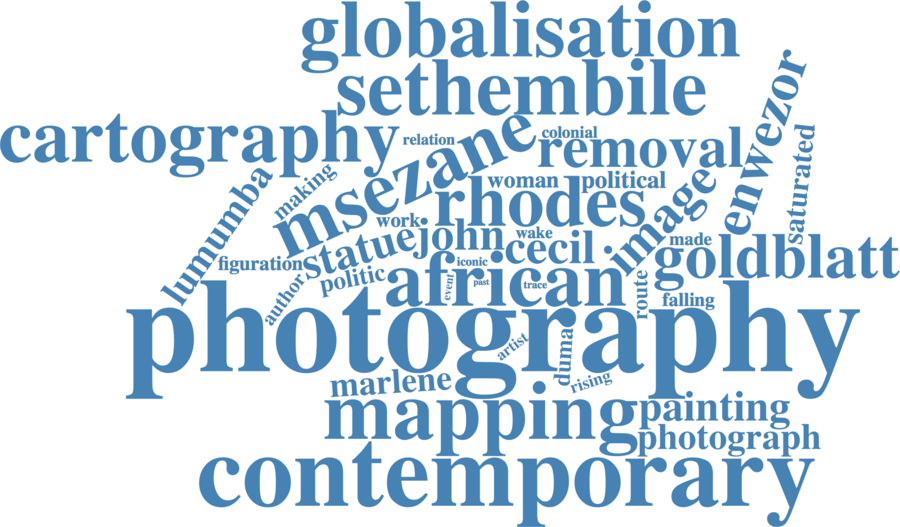 globalisation
sethembile
cartography
relation
colonial
removal
enwezor
saturated
msezane
making
woman
political
rhodes
image
lumumba
work
statue
john
wake
cecil
made
goldblatt
figuration
politic
iconic
african
event
past
trace
route
falling
author
photography
artist
duma
rising
marlene
mapping
painting
photograph
contemporary